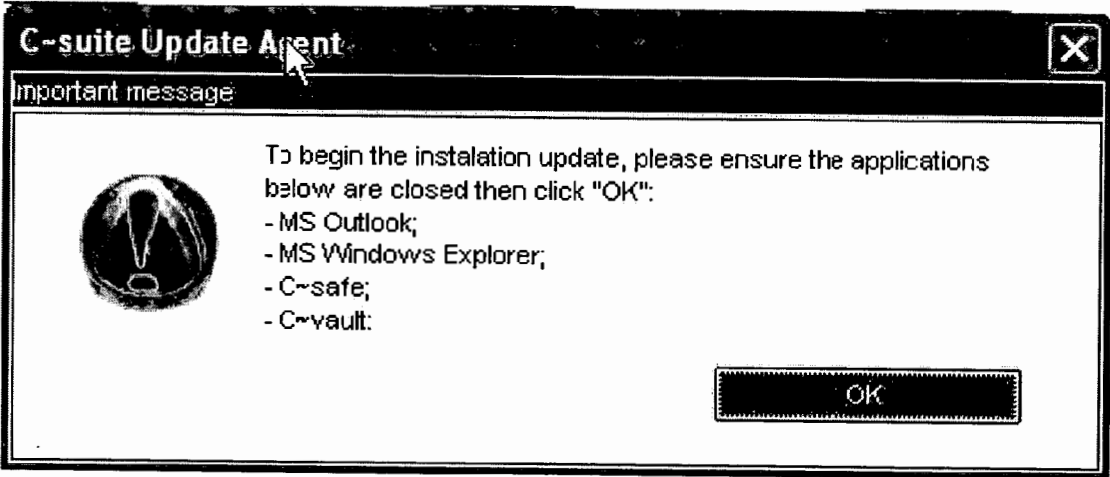 C~suite Update Agent
Important message
To begin the instalation update, please ensure the applications
below are closed then click "OK":
- MS Outlook;
- MS Windows Explorer;
- C~safe;
- C~vault:
OK